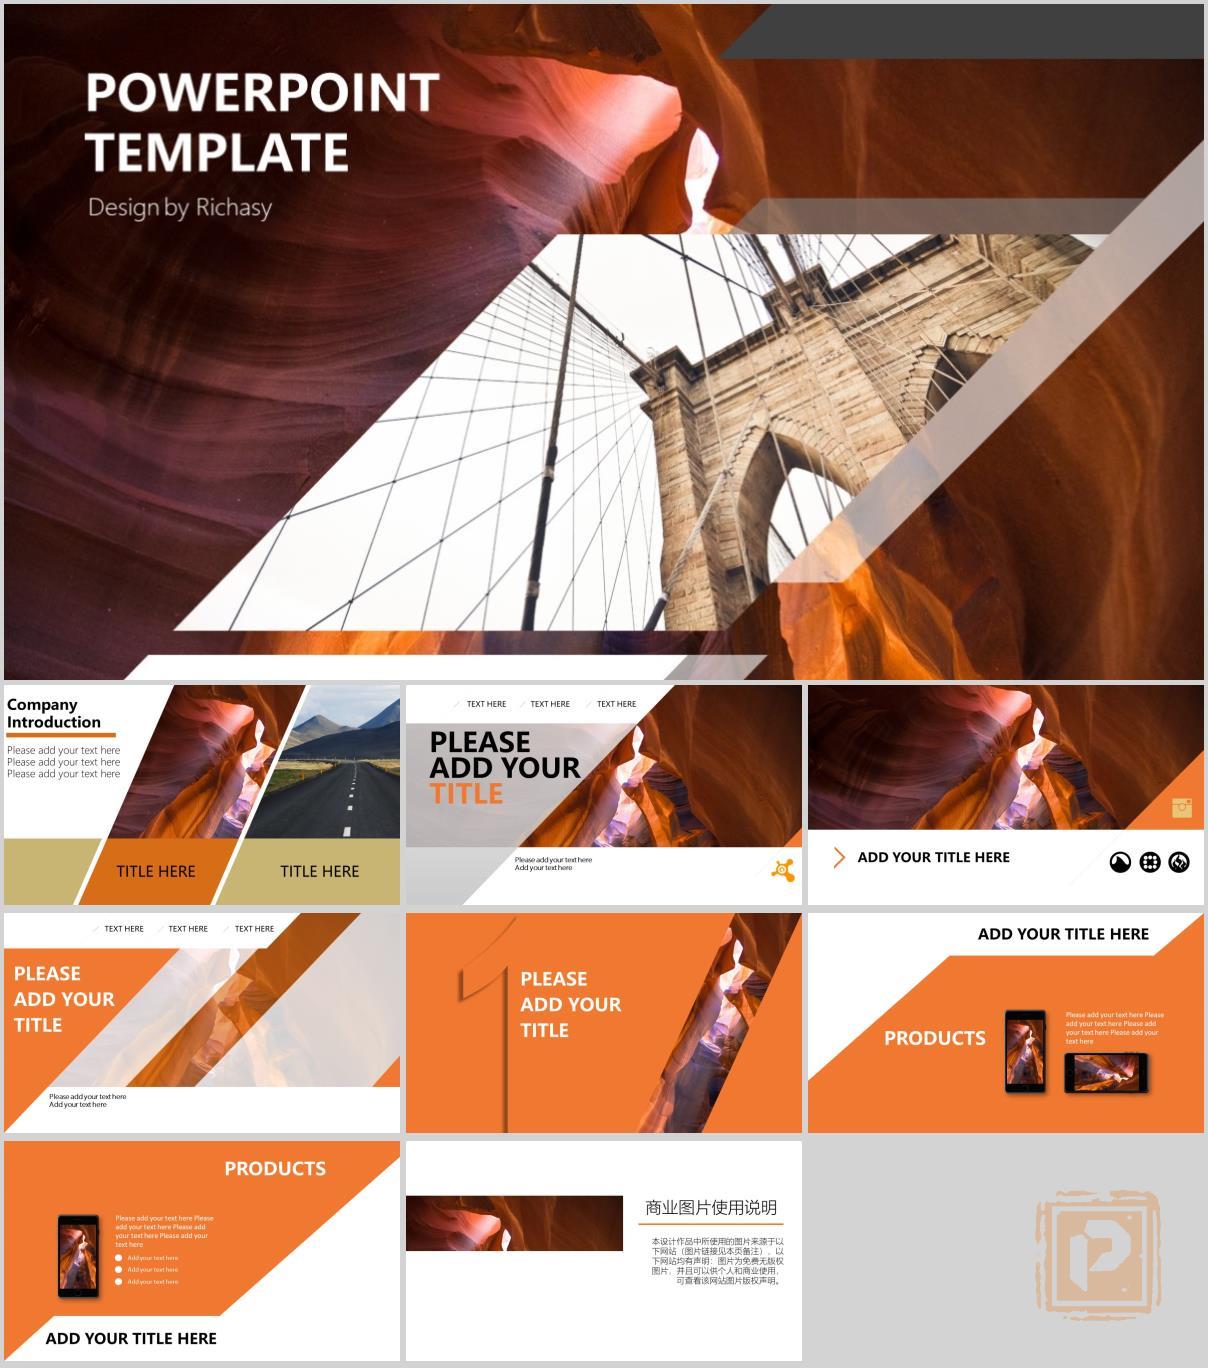 POWERPOINT
TEMPLATE
Design by Richasy
Company
Introduction
Please add your text here
Please add your text here
Please add your text here
TITLE HERE
TITLE HERE
TEXT HERE
TEXT HERE
TEXT HERE
PLEASE
ADD YOUR
TITLE
Please add your text here
Add your text here
ADD YOUR TITLE HERE
TEXT HERE
TEXT HERE
TEXT HERE
PLEASE
ADD YOUR
TITLE
Please add your text here
Add your text here
1
PLEASE
ADD YOUR
TITLE
ADD YOUR TITLE HERE
PRODUCTS
Please add your text here Please
add your text here Please add
your text here Please add your
text here
PRODUCTS
Please add your text here Please
add your text here Please add
your text here Please add your
text here
Add your text here
Add your text here
Add your text here
ADD YOUR TITLE HERE
商业图片使用说明
本设计作品中所使用的图片来源于以
下网站（图片链接见本页备注），以
下网站均有声明：图片为免费无版权
图片，并且可以供个人和商业使用，
可查看该网站图片版权声明。
P